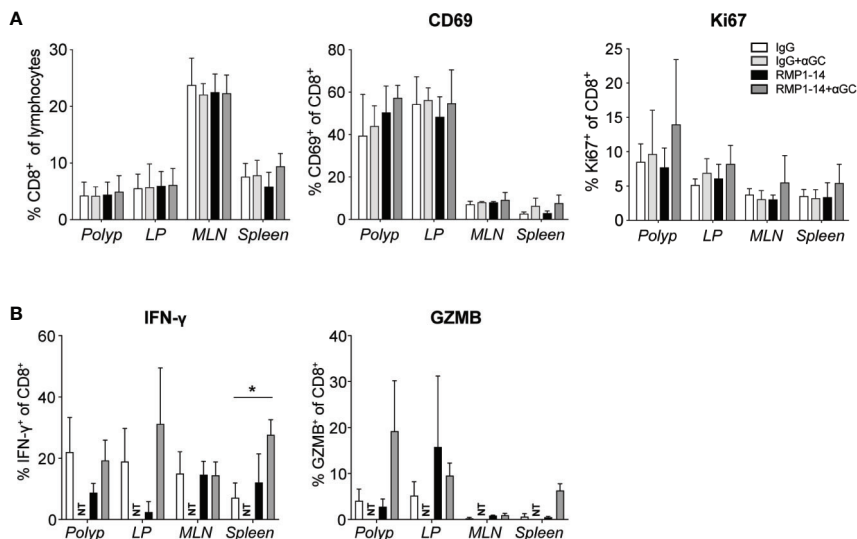 A
CD69
Ki67
% CD8⁺ of lymphocytes
30
20
10
0
Polyp LP MLN Spleen
% CD69⁺ of CD8⁺
80
60
40
20
0
Polyp LP MLN Spleen
% Ki67⁺ of CD8⁺
25
20
15
10
5
0
Polyp LP MLN Spleen
IgG
IgG+αGC
RMP1-14
RMP1-14+αGC
B
IFN-γ
GZMB
% IFN-γ⁺ of CD8⁺
60
40
20
0
NT NT NT NT
*
Polyp LP MLN Spleen
% GZMB⁺ of CD8⁺
40
30
20
10
0
NT NT NT NT
Polyp LP MLN Spleen